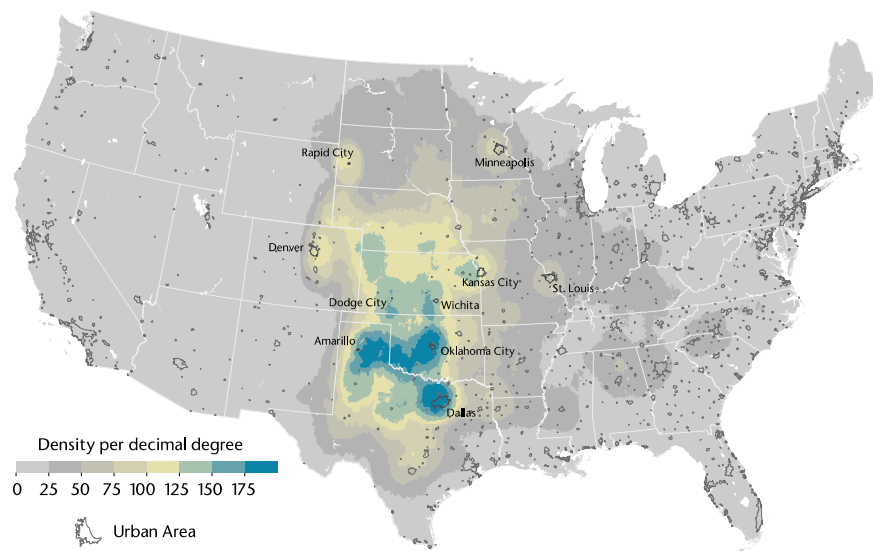 Rapid City
Minneapolis
Denver
Kansas City
St. Louis
Dodge City
Wichita
Amarillo
Oklahoma City
Dallas
Density per decimal degree
0 25 50 75 100 125 150 175
Urban Area